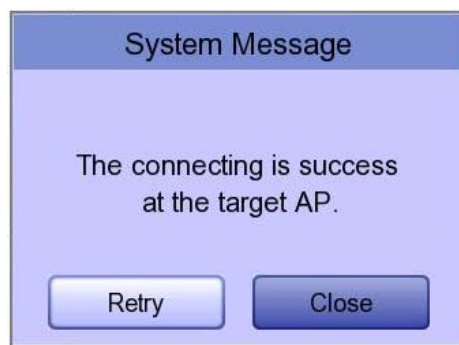 System Message
The connecting is success
at the target AP.
Retry
Close